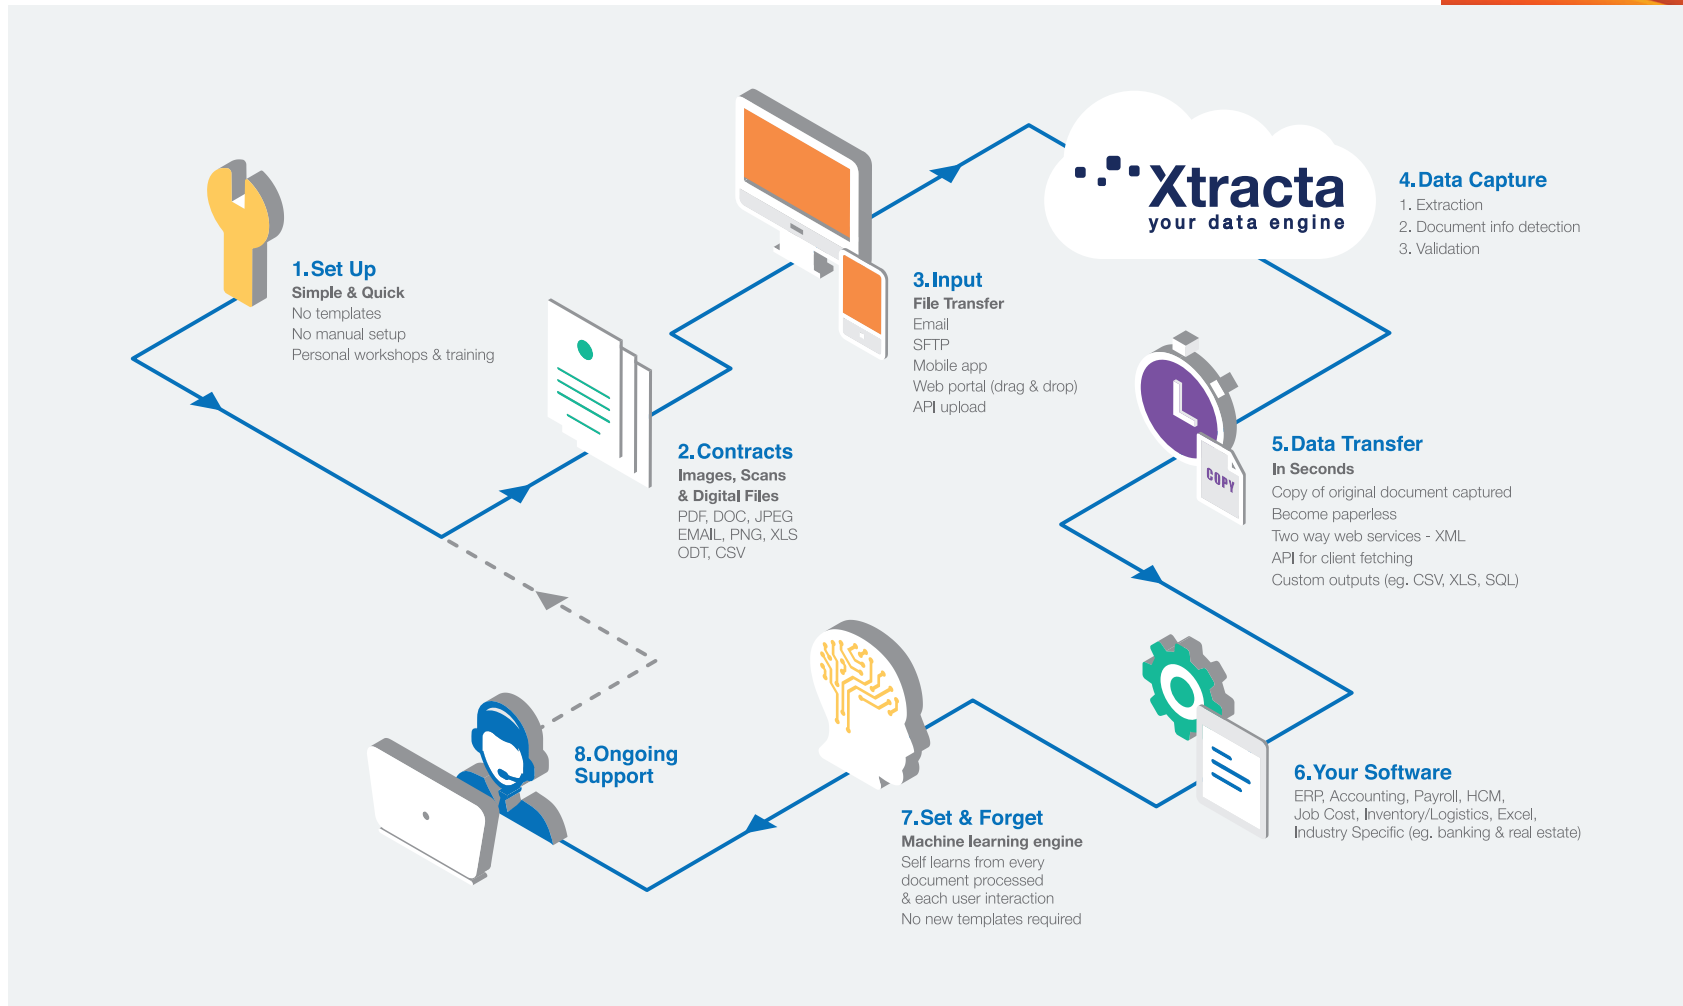 1. Set Up
Simple & Quick
No templates
No manual setup
Personal workshops & training
2. Contracts
Images, Scans
& Digital Files
PDF, DOC, JPEG
EMAIL, PNG, XLS
ODT, CSV
3. Input
File Transfer
Email
SFTP
Mobile app
Web portal (drag & drop)
API upload
Xtracta
your data engine
4. Data Capture
1. Extraction
2. Document info detection
3. Validation
COPY
5. Data Transfer
In Seconds
Copy of original document captured
Become paperless
Two way web services - XML
API for client fetching
Custom outputs (eg. CSV, XLS, SQL)
6. Your Software
ERP, Accounting, Payroll, HCM,
Job Cost, Inventory/Logistics, Excel,
Industry Specific (eg. banking & real estate)
7. Set & Forget
Machine learning engine
Self learns from every
document processed
& each user interaction
No new templates required
8. Ongoing
Support